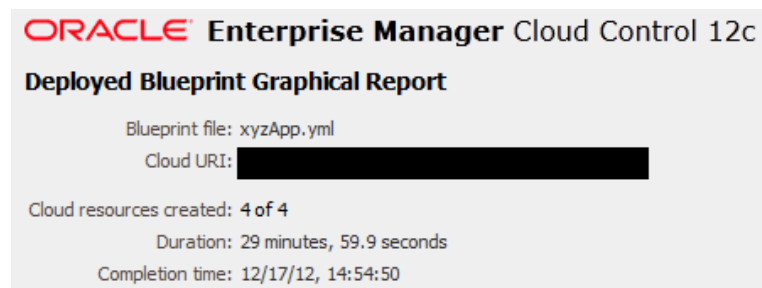 ORACLE Enterprise Manager Cloud Control 12c
Deployed Blueprint Graphical Report
Blueprint file: xyzApp.yml
Cloud URI:
Cloud resources created: 4 of 4
Duration: 29 minutes, 59.9 seconds
Completion time: 12/17/12, 14:54:50